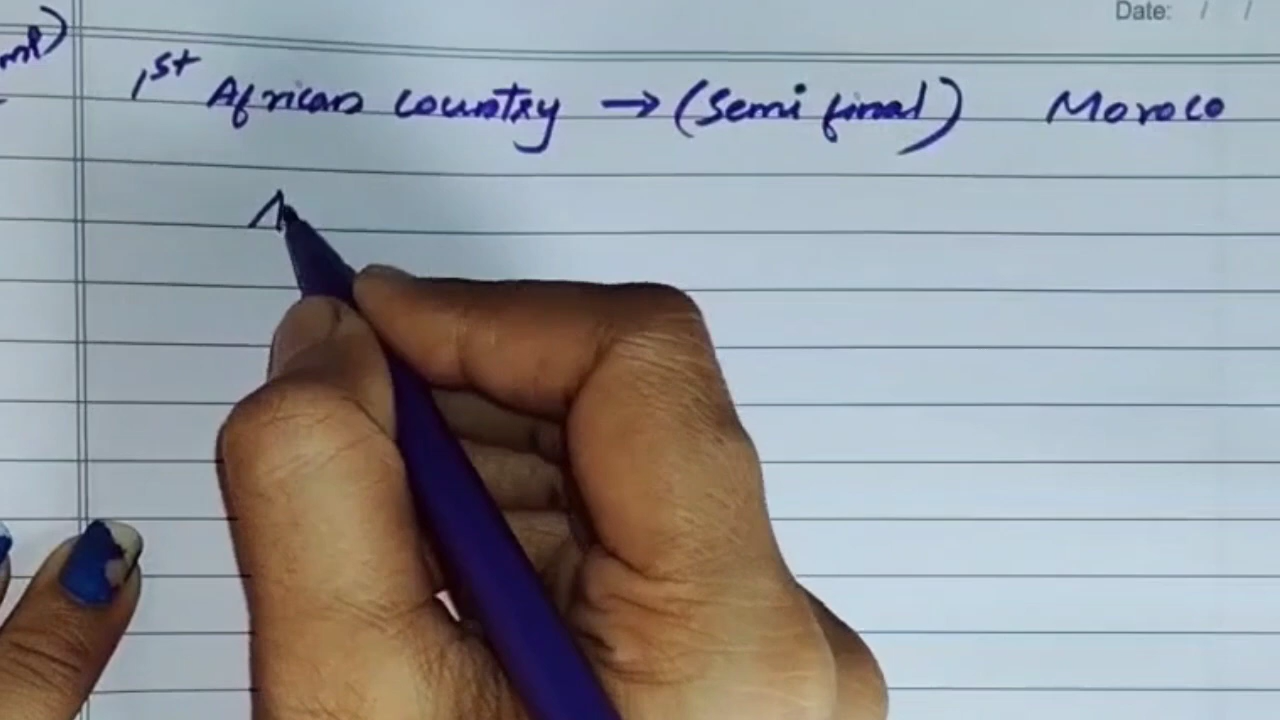 Date: / /
1st African country → (Semi final) Moroco